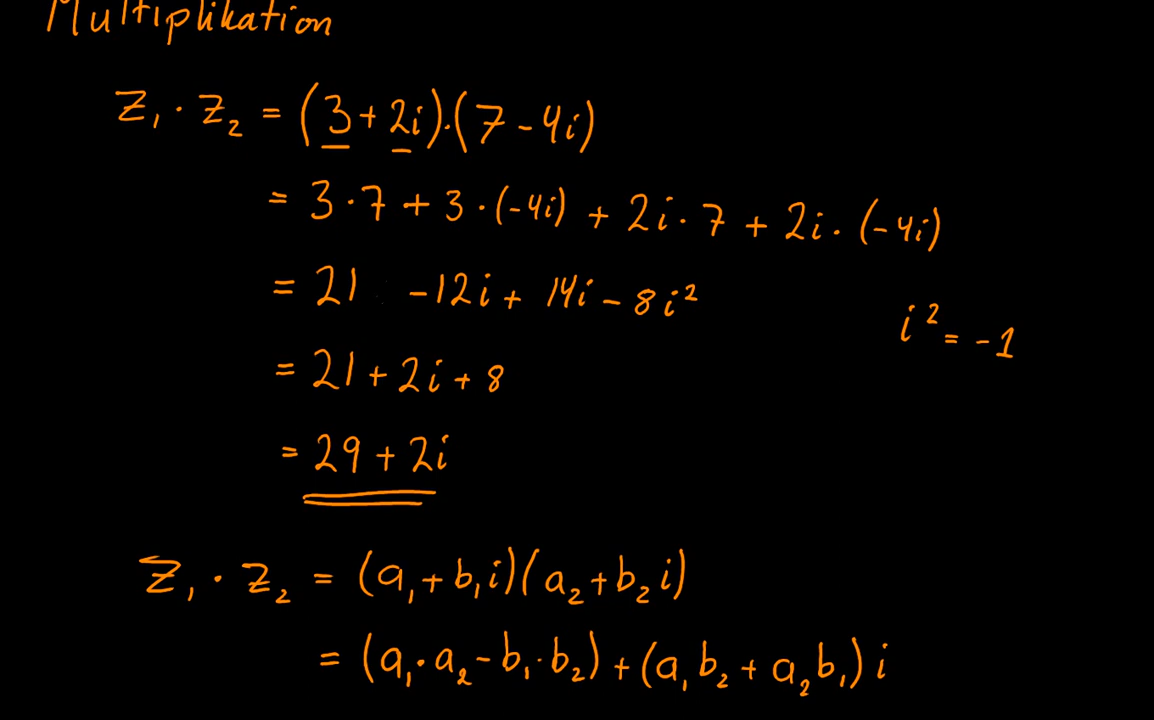 Multiplikation
z₁ · z₂ = (3 + 2i)·(7 - 4i)
= 3 · 7 + 3 · (-4i) + 2i · 7 + 2i · (-4i)
= 21 - 12i + 14i - 8i²
i² = -1
= 21 + 2i + 8
= 29 + 2i
z₁ · z₂ = (a₁ + b₁i)(a₂ + b₂i)
= (a₁·a₂ - b₁·b₂) + (a₁b₂ + a₂b₁)i